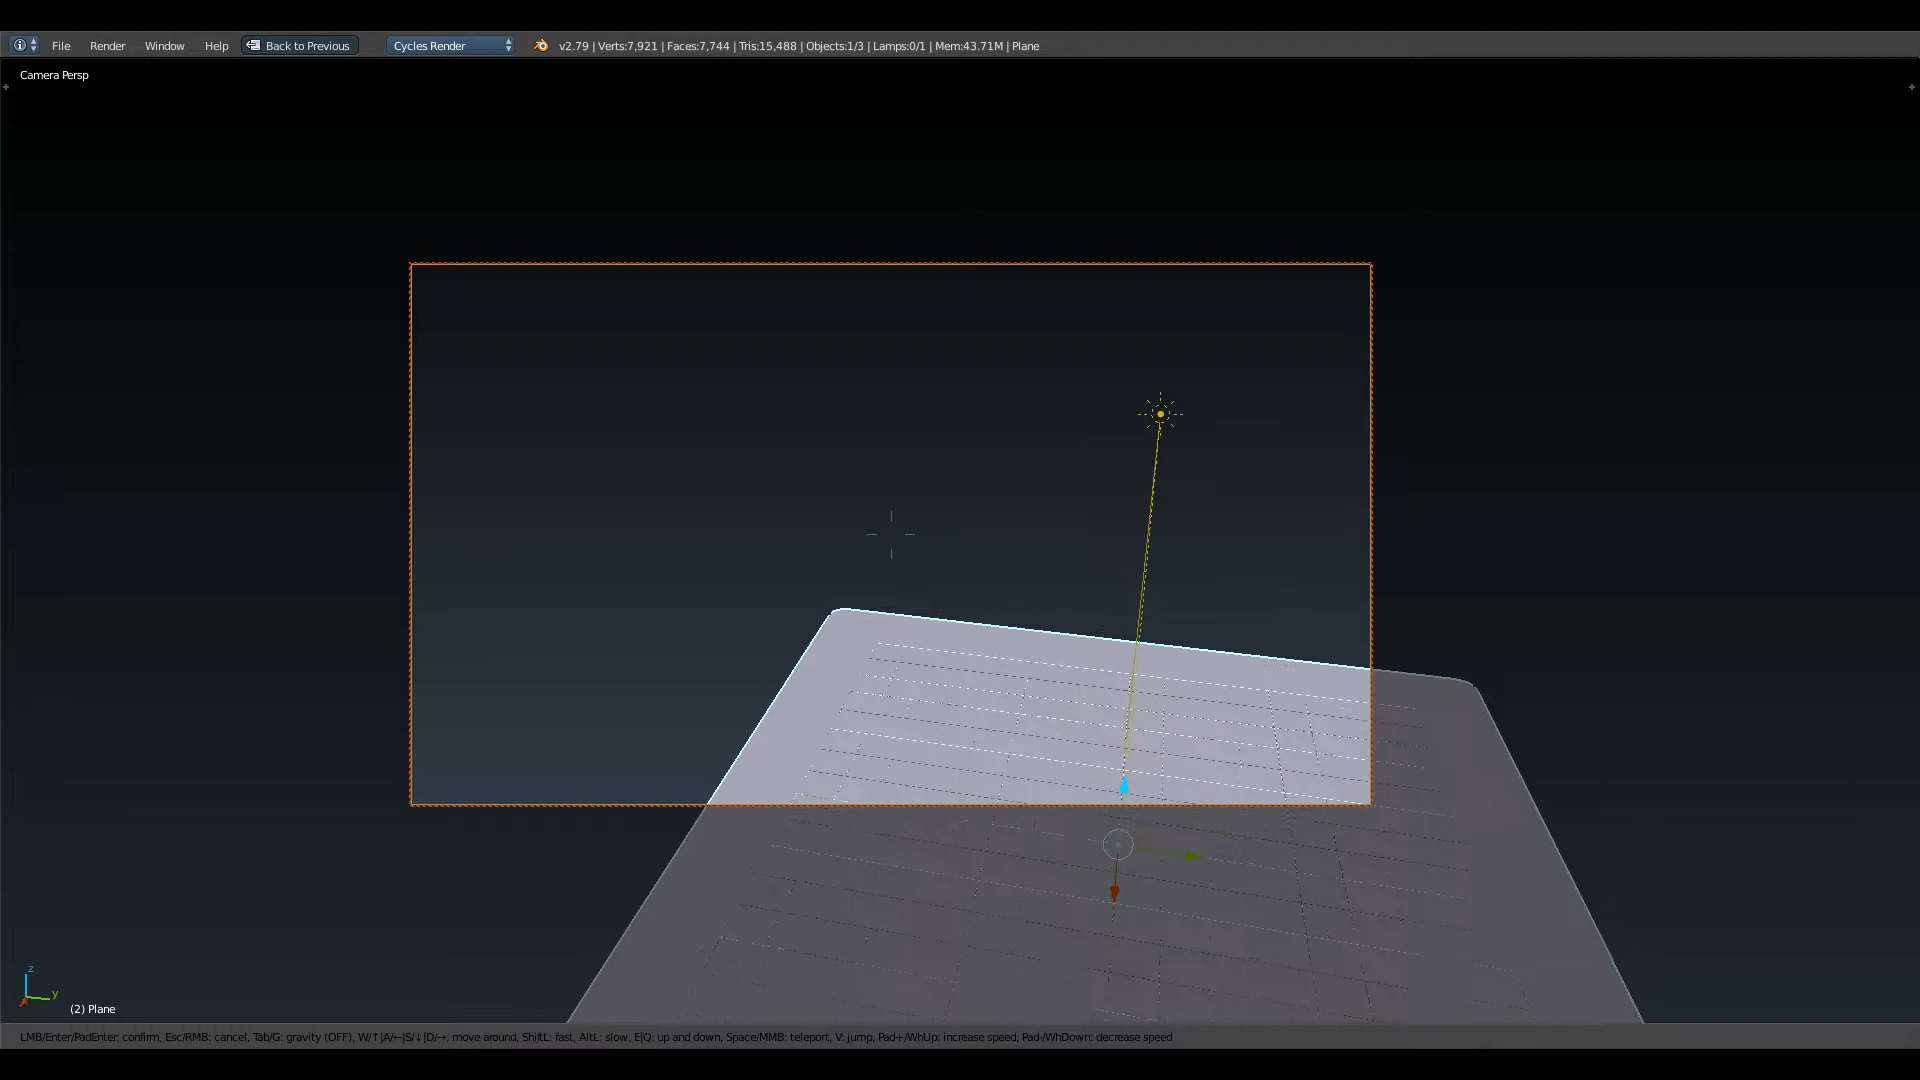 File Render Window Help Back to Previous Cycles Render v2.79 | Verts:7,921 | Faces:7,744 | Tris:15,488 | Objects:1/3 | Lamps:0/1 | Mem:43.71M | Plane
Camera Persp
z
y
(2) Plane
LMB/Enter/PadEnter: confirm, Esc/RMB: cancel, Tab/G: gravity (OFF), W/↑|A/←|S/↓|D/→: move around, ShiftL: fast, AltL: slow, E|Q: up and down, Space/MMB: teleport, V: jump, Pad+/WhUp: increase speed, Pad-/WhDown: decrease speed